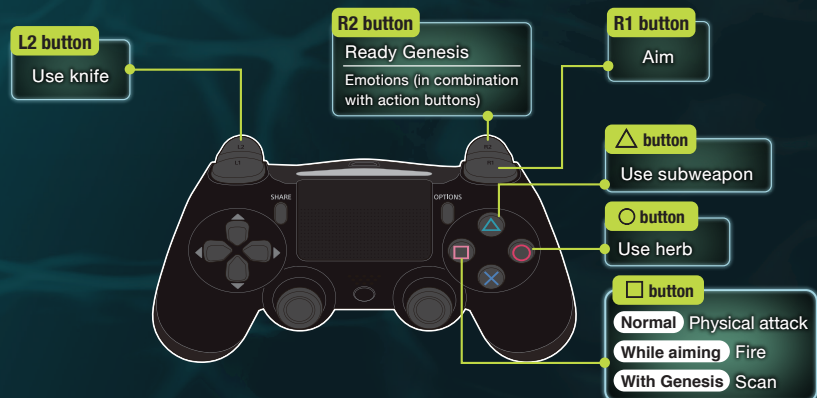 L2 button
Use knife
R2 button
Ready Genesis
Emotions (in combination
with action buttons)
R1 button
Aim
L2
L1
R2
R1
SHARE
OPTIONS
△ button
Use subweapon
○ button
Use herb
□ button
Normal Physical attack
While aiming Fire
With Genesis Scan